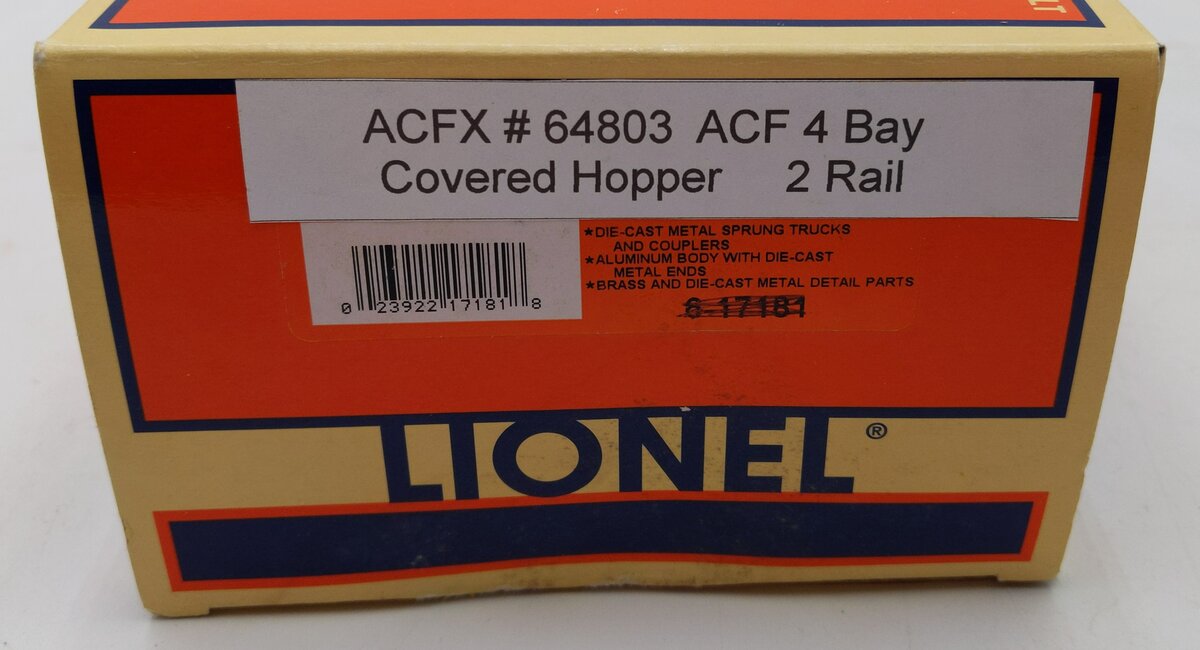 LT
ACFX # 64803 ACF 4 Bay
Covered Hopper 2 Rail
★DIE-CAST METAL SPRUNG TRUCKS
AND COUPLERS
★ALUMINUM BODY WITH DIE-CAST
METAL ENDS
★BRASS AND DIE-CAST METAL DETAIL PARTS
6-17181
0 23922 17181 8
LIONEL®